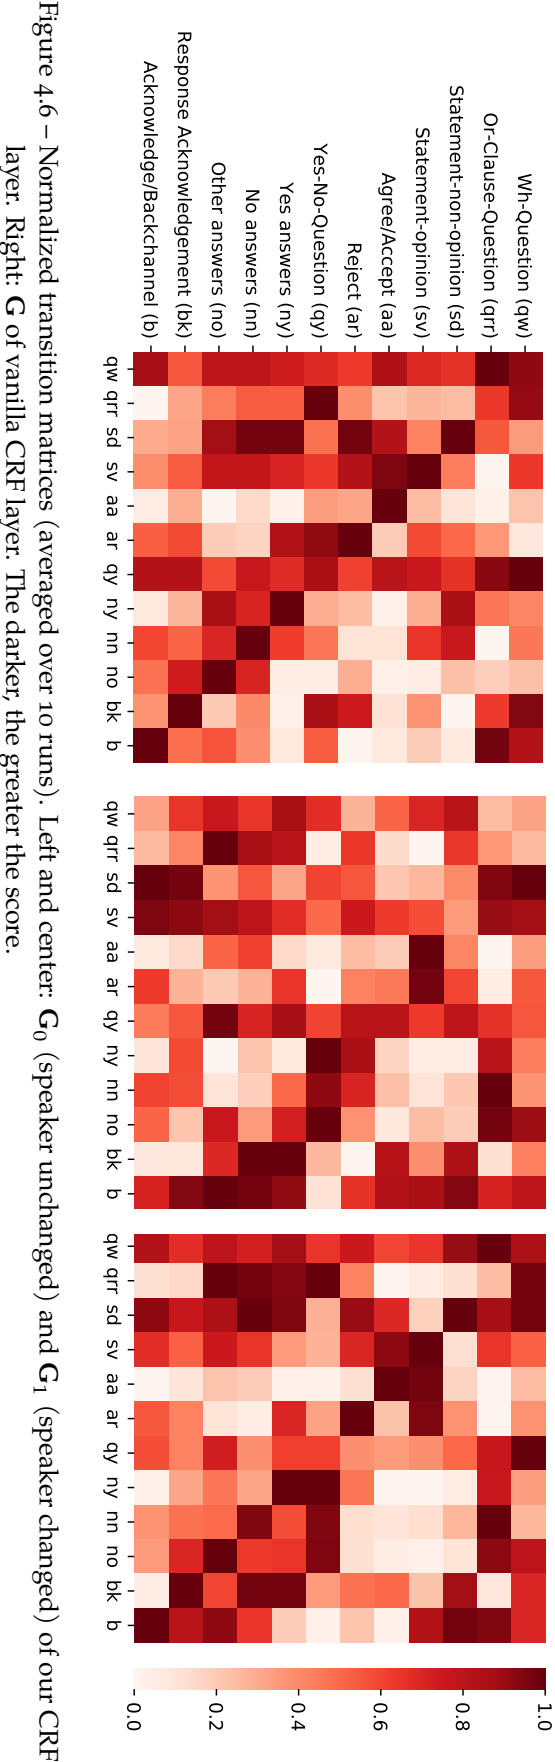 Wh-Question (qw)
Or-Clause-Question (qrr)
Statement-non-opinion (sd)
Statement-opinion (sv)
Agree/Accept (aa)
Reject (ar)
Yes-No-Question (qy)
Yes answers (ny)
No answers (nn)
Other answers (no)
Response Acknowledgement (bk)
Acknowledge/Backchannel (b)
qw qrr sd sv aa ar qy ny nn no bk b
qw qrr sd sv aa ar qy ny nn no bk b
qw qrr sd sv aa ar qy ny nn no bk b
1.0
0.8
0.6
0.4
0.2
0.0
Figure 4.6 – Normalized transition matrices (averaged over 10 runs). Left and center: G₀ (speaker unchanged) and G₁ (speaker changed) of our CRF
layer. Right: G of vanilla CRF layer. The darker, the greater the score.